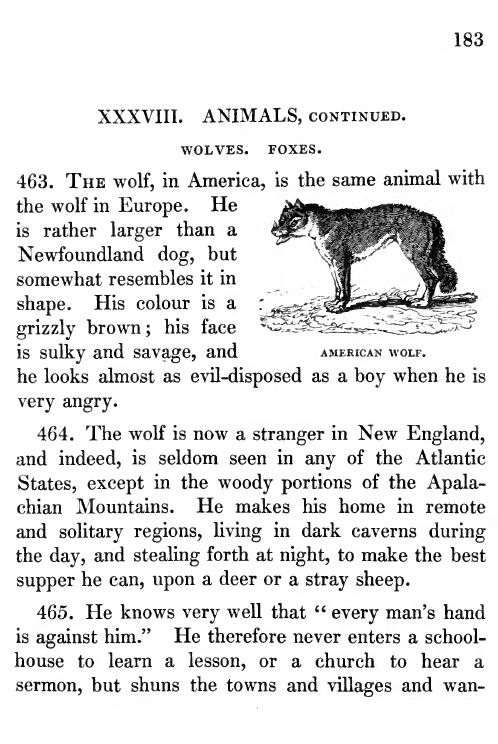 183
XXXVIII. ANIMALS, CONTINUED.
WOLVES. FOXES.
463. THE wolf, in America, is the same animal with
the wolf in Europe. He
is rather larger than a
Newfoundland dog, but
somewhat resembles it in
shape. His colour is a
grizzly brown; his face
is sulky and savage, and
AMERICAN WOLF.
he looks almost as evil-disposed as a boy when he is
very angry.
464. The wolf is now a stranger in New England,
and indeed, is seldom seen in any of the Atlantic
States, except in the woody portions of the Apala-
chian Mountains. He makes his home in remote
and solitary regions, living in dark caverns during
the day, and stealing forth at night, to make the best
supper he can, upon a deer or a stray sheep.
465. He knows very well that “every man's hand
is against him.” He therefore never enters a school-
house to learn a lesson, or a church to hear a
sermon, but shuns the towns and villages and wan-